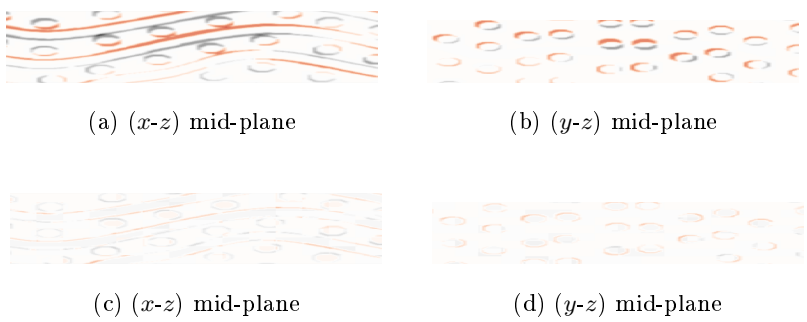 (a) (x-z) mid-plane
(b) (y-z) mid-plane
(c) (x-z) mid-plane
(d) (y-z) mid-plane